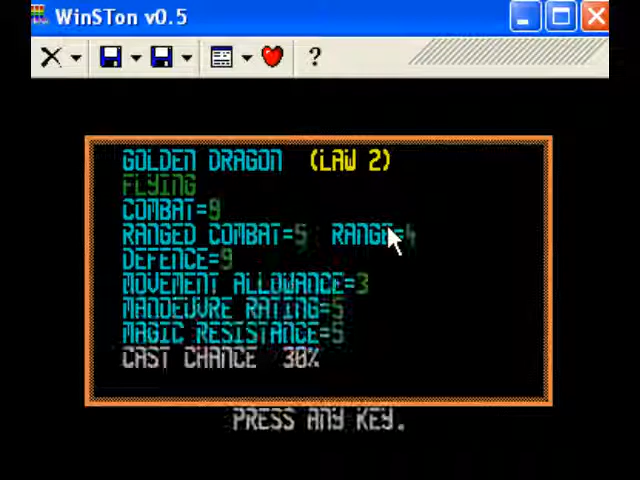 WinSTon v0.5
?
GOLDEN DRAGON (LAW 2)
FLYING
COMBAT=9
RANGED COMBAT=5 RANGE=4
DEFENCE=9
MOVEMENT ALLOWANCE=3
MANOEUVRE RATING=5
MAGIC RESISTANCE=5
CAST CHANCE 30%
PRESS ANY KEY.